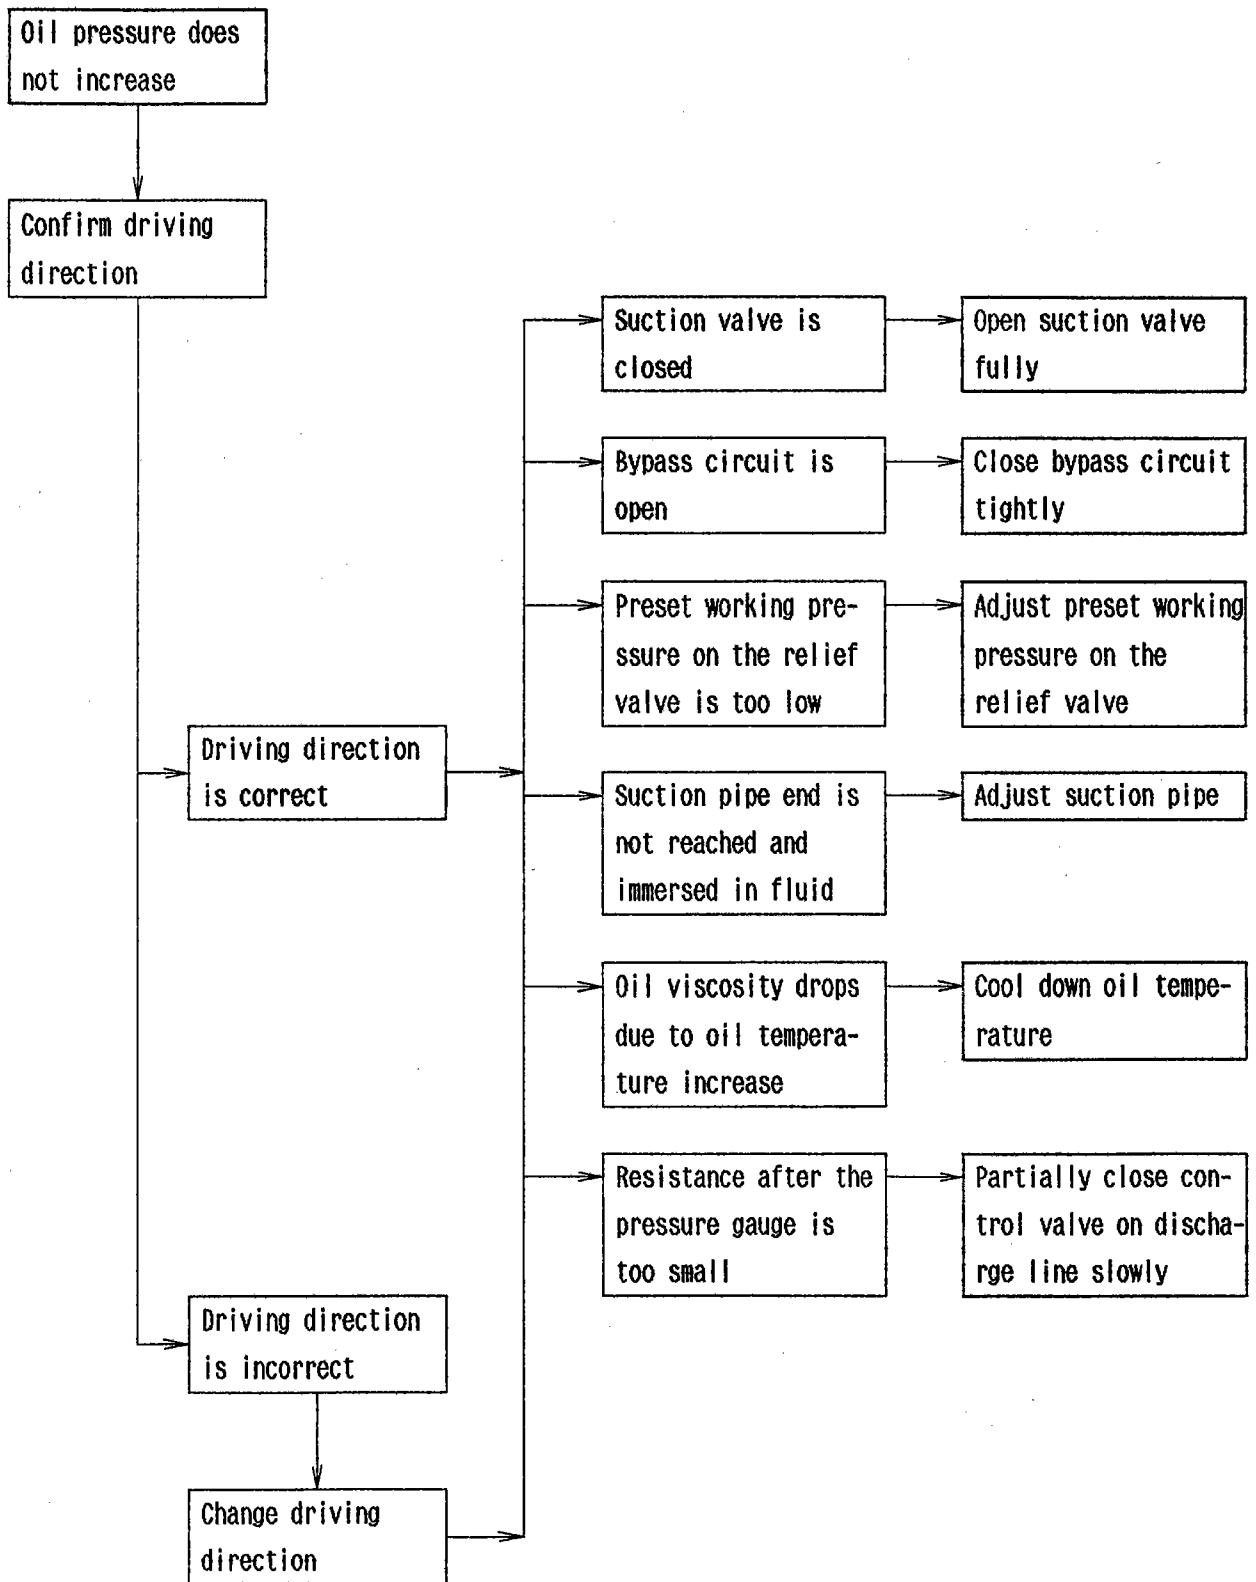 Oil pressure does
not increase
Confirm driving
direction
Suction valve is
closed
Open suction valve
fully
Bypass circuit is
open
Close bypass circuit
tightly
Preset working pre-
ssure on the relief
valve is too low
Adjust preset working
pressure on the
relief valve
Driving direction
is correct
Suction pipe end is
not reached and
immersed in fluid
Adjust suction pipe
Oil viscosity drops
due to oil tempera-
ture increase
Cool down oil tempe-
rature
Resistance after the
pressure gauge is
too small
Partially close con-
trol valve on discha-
rge line slowly
Driving direction
is incorrect
Change driving
direction